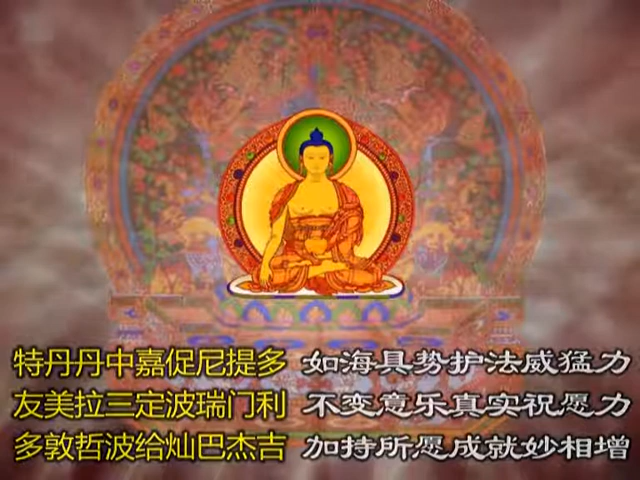 特丹丹中嘉促尼提多 如海具势护法威猛力
友美拉三定波瑞门利 不变意乐真实祝愿力
多敦哲波给灿巴杰吉 加持所愿成就妙相增